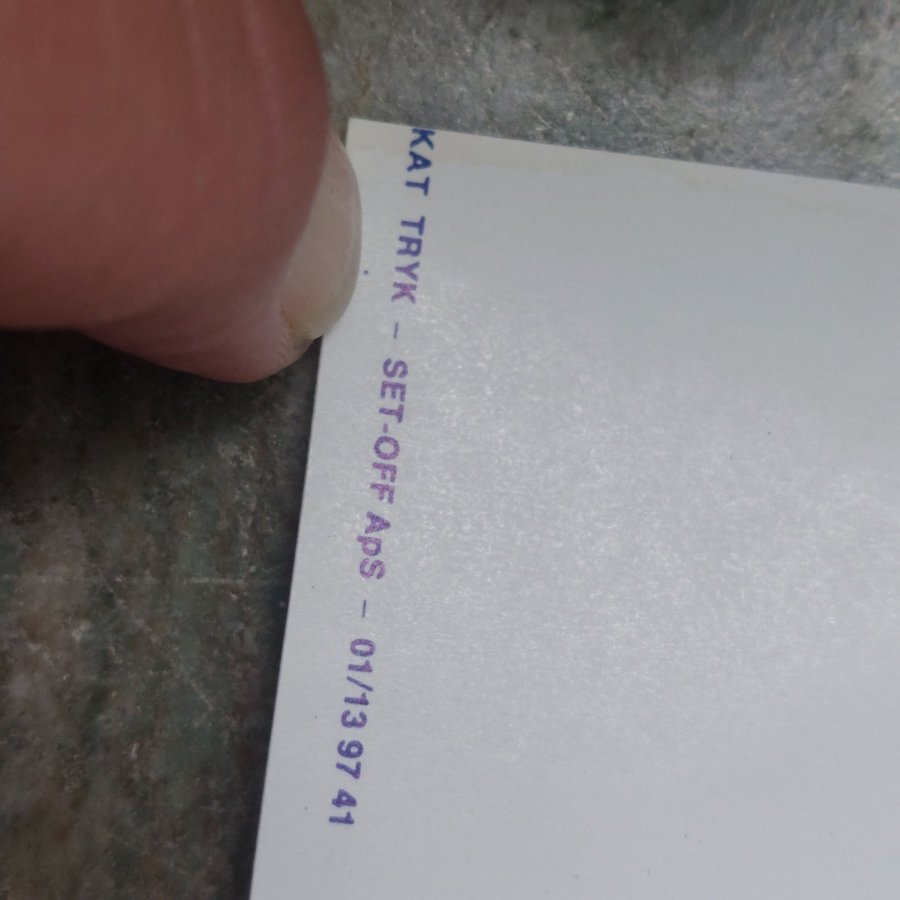 KAT TRYK – SET-OFF ApS – 01/13 97 41